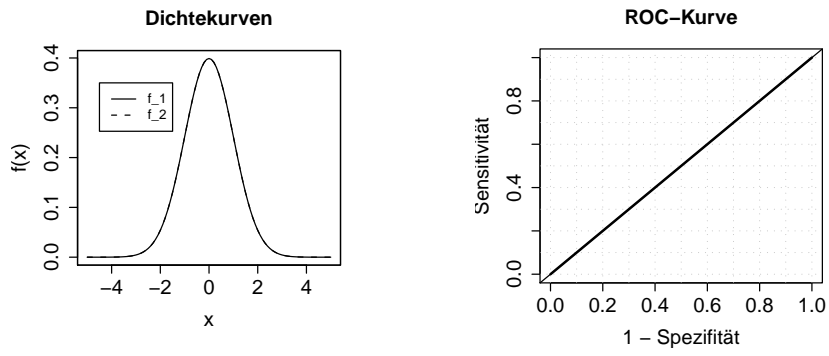 Dichtekurven
f(x)
0.0 0.1 0.2 0.3 0.4
f_1
f_2
−4 −2 0 2 4
x
ROC−Kurve
Sensitivität
0.0 0.4 0.8
0.0 0.2 0.4 0.6 0.8 1.0
1 − Spezifität